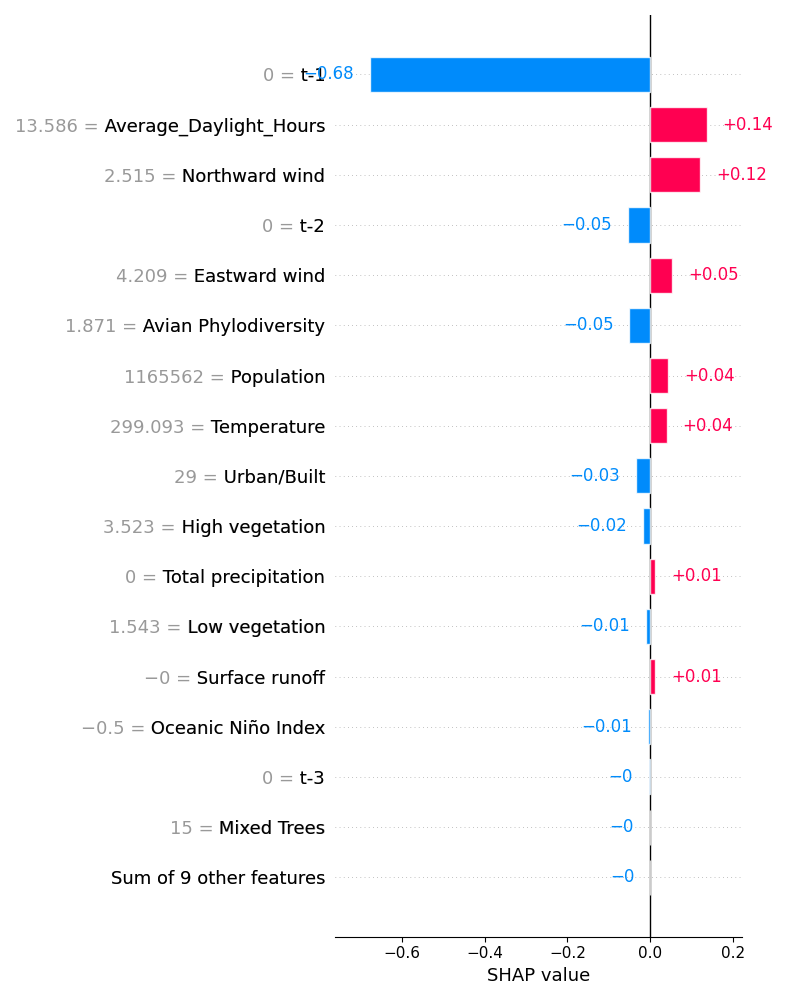 0 = t-1 −0.68
13.586 = Average_Daylight_Hours +0.14
2.515 = Northward wind +0.12
0 = t-2 −0.05
4.209 = Eastward wind +0.05
1.871 = Avian Phylodiversity −0.05
1165562 = Population +0.04
299.093 = Temperature +0.04
29 = Urban/Built −0.03
3.523 = High vegetation −0.02
0 = Total precipitation +0.01
1.543 = Low vegetation −0.01
−0 = Surface runoff +0.01
−0.5 = Oceanic Niño Index −0.01
0 = t-3 −0
15 = Mixed Trees −0
Sum of 9 other features −0
−0.6 −0.4 −0.2 0.0 0.2
SHAP value